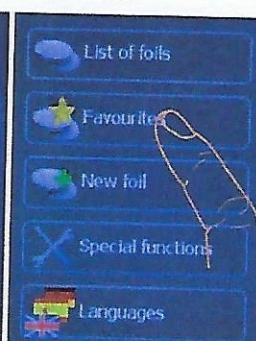 List of foils
Favourites
New foil
Special functions
Languages